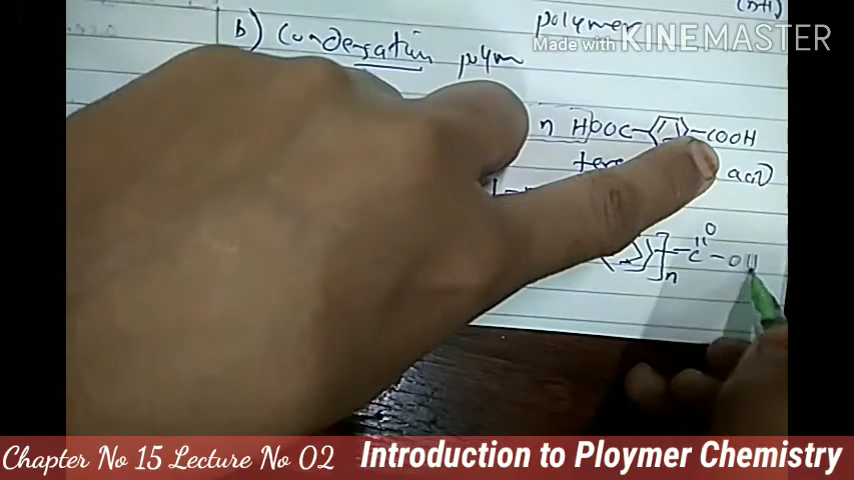 polymer
Made with KINEMASTER
B) Condensation polym
n HOOC COOH
tere acid
O
C - OH
n
Chapter No 15 Lecture No 02 Introduction to Ploymer Chemistry